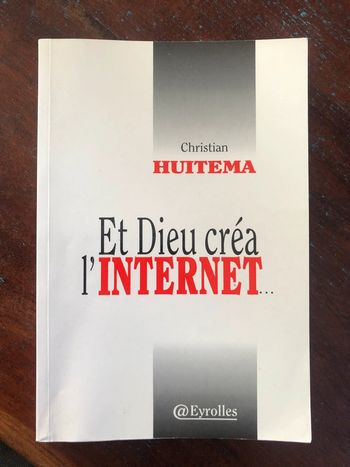 Christian
HUITEMA
Et Dieu créa
l'INTERNET...
@Eyrolles